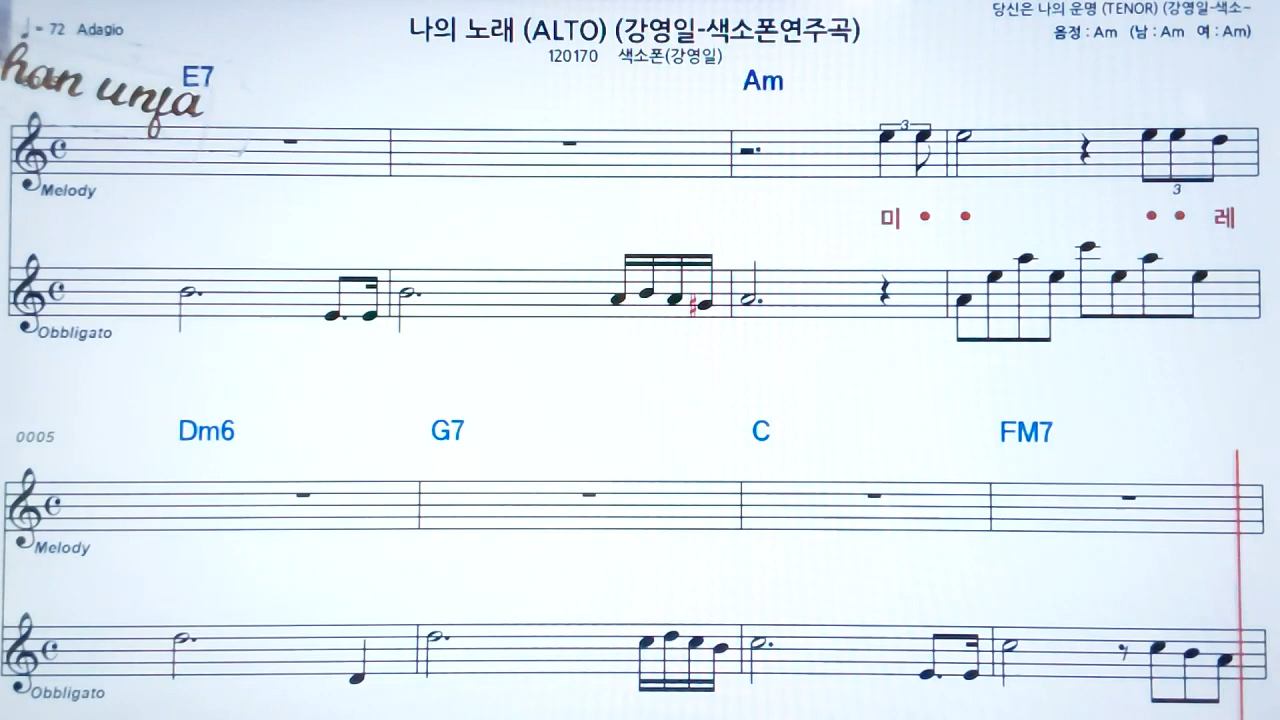 ♩= 72 Adagio
나의 노래 (ALTO) (강영일-색소폰연주곡)
당신은 나의 운명 (TENOR) (강영일-색소~
120170 색소폰(강영일)
음정 : Am (남 : Am 여 : Am)
han unja
E7 Am
3
Melody
3
미 • • • • 레
Obbligato
0005 Dm6 G7 C FM7
Melody
Obbligato